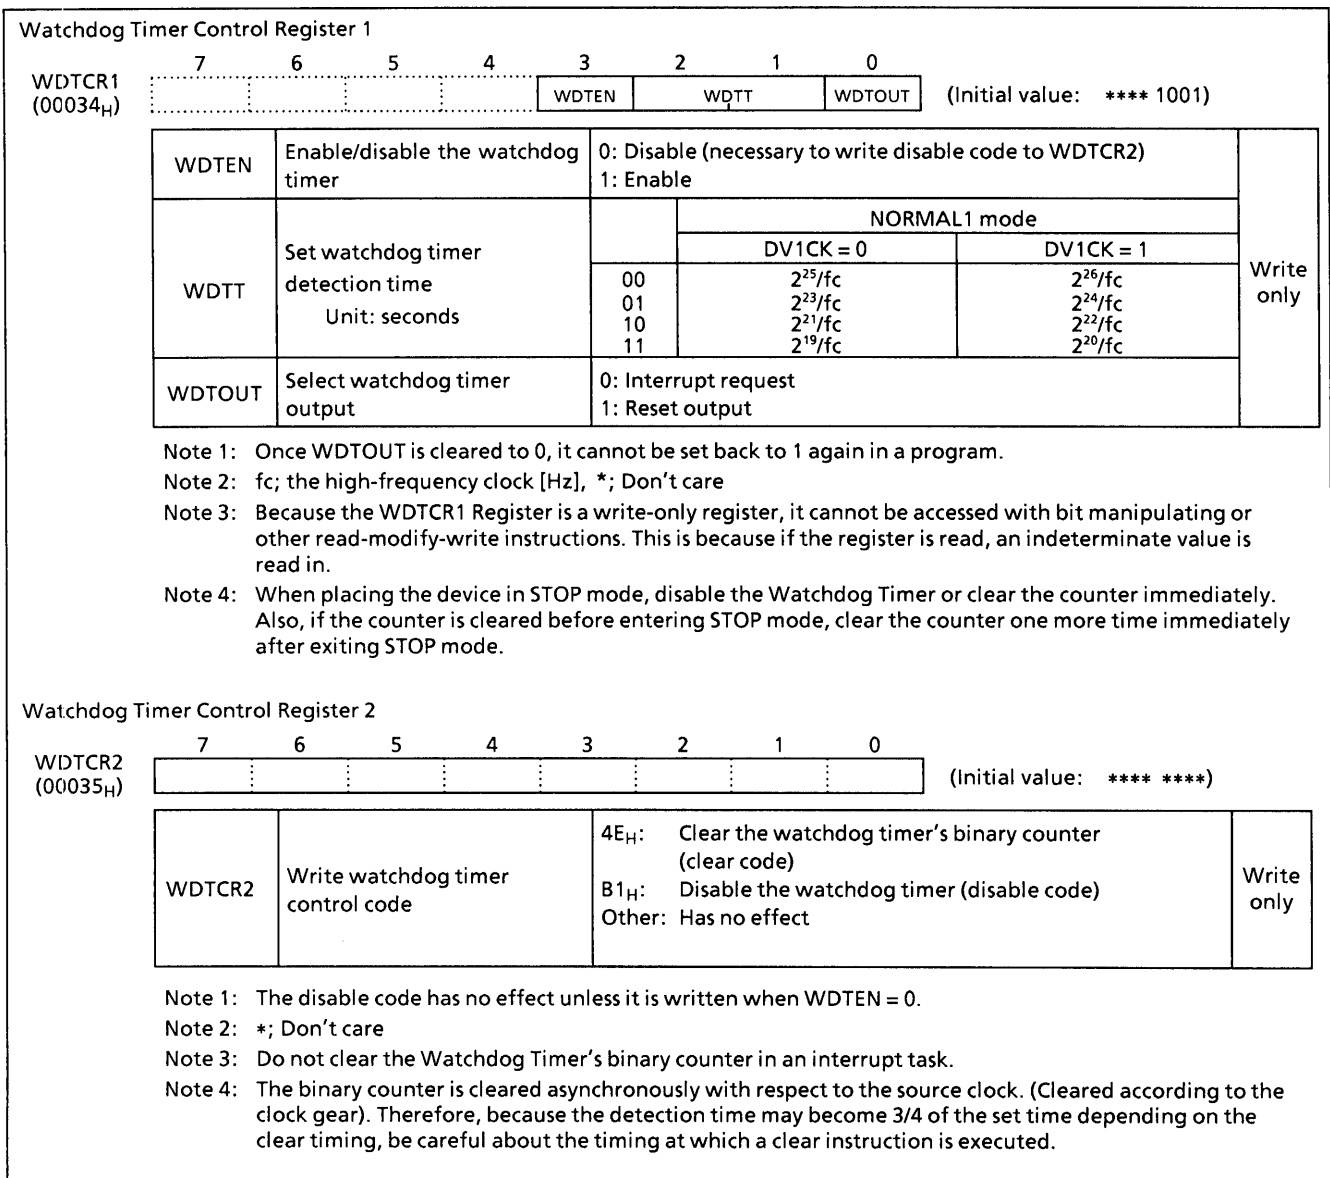 Watchdog Timer Control Register 1
7 6 5 4 3 2 1 0
WDTCR1
(00034H)
WDTEN WDTT WDTOUT (Initial value: **** 1001)
WDTEN
Enable/disable the watchdog
timer
0: Disable (necessary to write disable code to WDTCR2)
1: Enable
WDTT
Set watchdog timer
detection time
Unit: seconds
NORMAL1 mode
DV1CK = 0 DV1CK = 1
00 2²⁵/fc 2²⁶/fc
01 2²³/fc 2²⁴/fc
10 2²¹/fc 2²²/fc
11 2¹⁹/fc 2²⁰/fc
WDTOUT
Select watchdog timer
output
0: Interrupt request
1: Reset output
Write
only
Note 1: Once WDTOUT is cleared to 0, it cannot be set back to 1 again in a program.
Note 2: fc; the high-frequency clock [Hz], *; Don't care
Note 3: Because the WDTCR1 Register is a write-only register, it cannot be accessed with bit manipulating or
other read-modify-write instructions. This is because if the register is read, an indeterminate value is
read in.
Note 4: When placing the device in STOP mode, disable the Watchdog Timer or clear the counter immediately.
Also, if the counter is cleared before entering STOP mode, clear the counter one more time immediately
after exiting STOP mode.
Watchdog Timer Control Register 2
7 6 5 4 3 2 1 0
WDTCR2
(00035H)
(Initial value: **** ****)
WDTCR2
Write watchdog timer
control code
4EH: Clear the watchdog timer's binary counter
(clear code)
B1H: Disable the watchdog timer (disable code)
Other: Has no effect
Write
only
Note 1: The disable code has no effect unless it is written when WDTEN = 0.
Note 2: *; Don't care
Note 3: Do not clear the Watchdog Timer's binary counter in an interrupt task.
Note 4: The binary counter is cleared asynchronously with respect to the source clock. (Cleared according to the
clock gear). Therefore, because the detection time may become 3/4 of the set time depending on the
clear timing, be careful about the timing at which a clear instruction is executed.